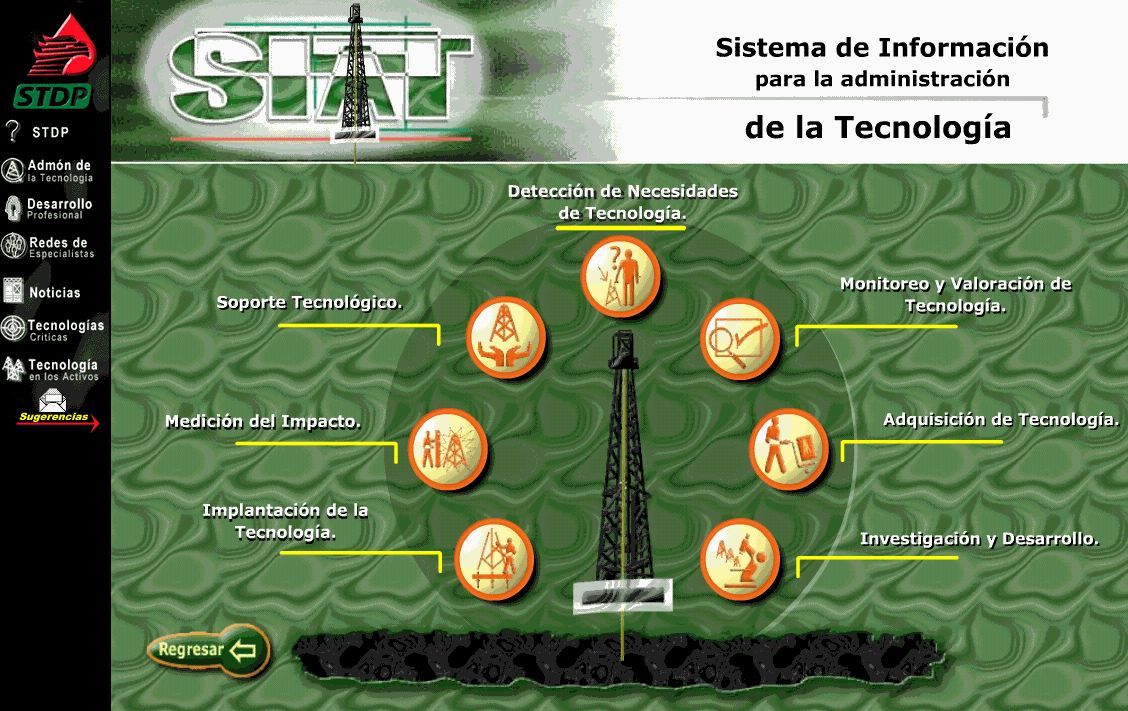 STDP
? STDP
Admón de
la Tecnología
Desarrollo
Profesional
Redes de
Especialistas
Noticias
Tecnologías
Críticas
Tecnología
en los Activos
Sugerencias
SIAT
Sistema de Información
para la administración
de la Tecnología
Detección de Necesidades
de Tecnología.
Monitoreo y Valoración de
Tecnología.
Soporte Tecnológico.
Adquisición de Tecnología.
Medición del Impacto.
Implantación de la
Tecnología.
Investigación y Desarrollo.
Regresar